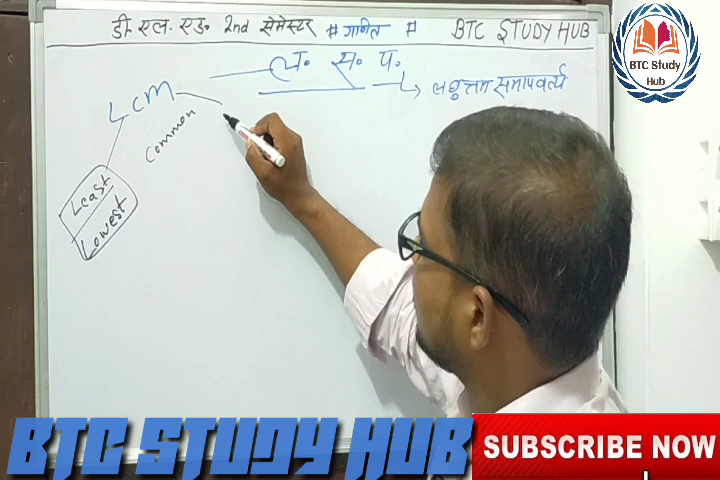 डी॰ एल॰ एड॰ 2nd सेमेस्टर # गणित # BTC STUDY HUB
BTC Study
Hub
ल॰ स॰ प॰
लघुत्तम समापवर्त्य
LCM
Common
Least
Lowest
BTC STUDY HUB
SUBSCRIBE NOW